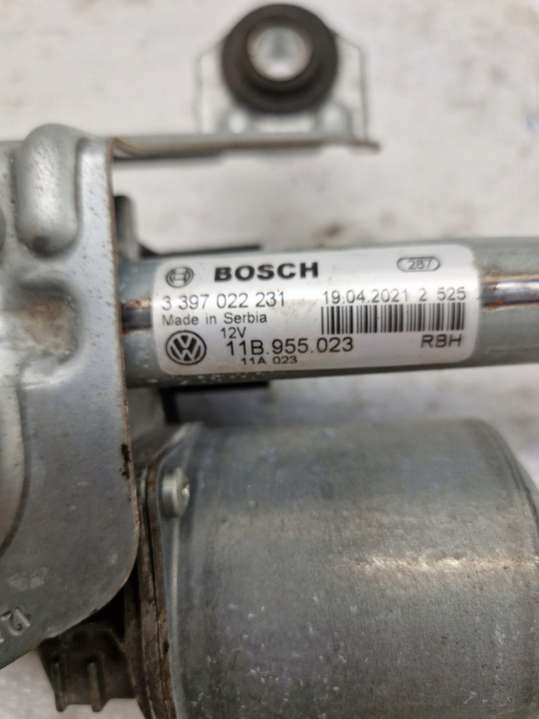 BOSCH 287
3 397 022 231 19.04.2021 2 525
Made in Serbia
12V
11B.955.023 RBH
11A 023